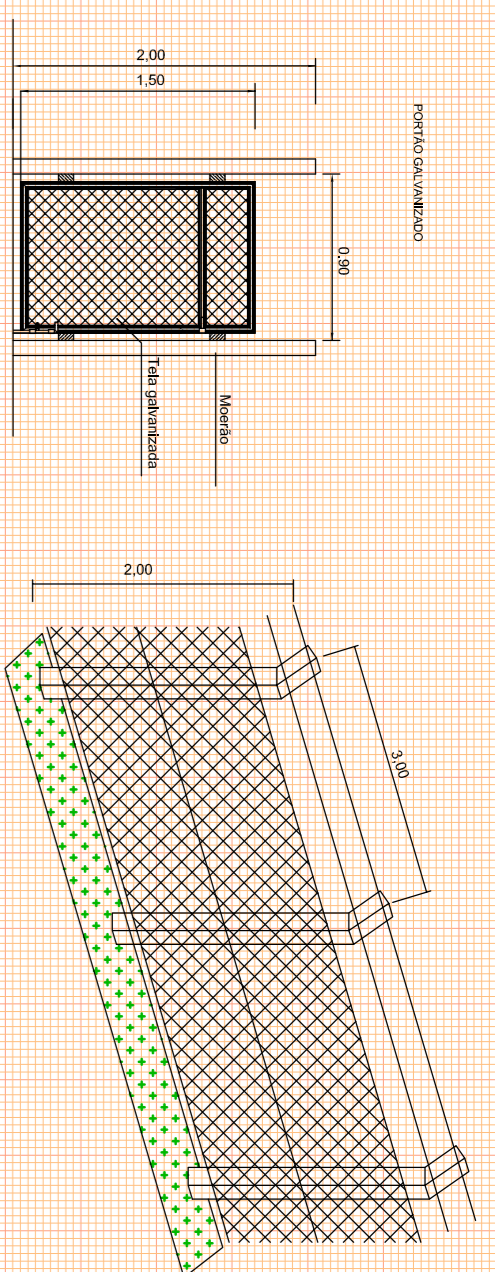 PORTÃO GALVANIZADO
2,00
1,50
0.90
Moerão
Tela galvanizada
2,00
3,00